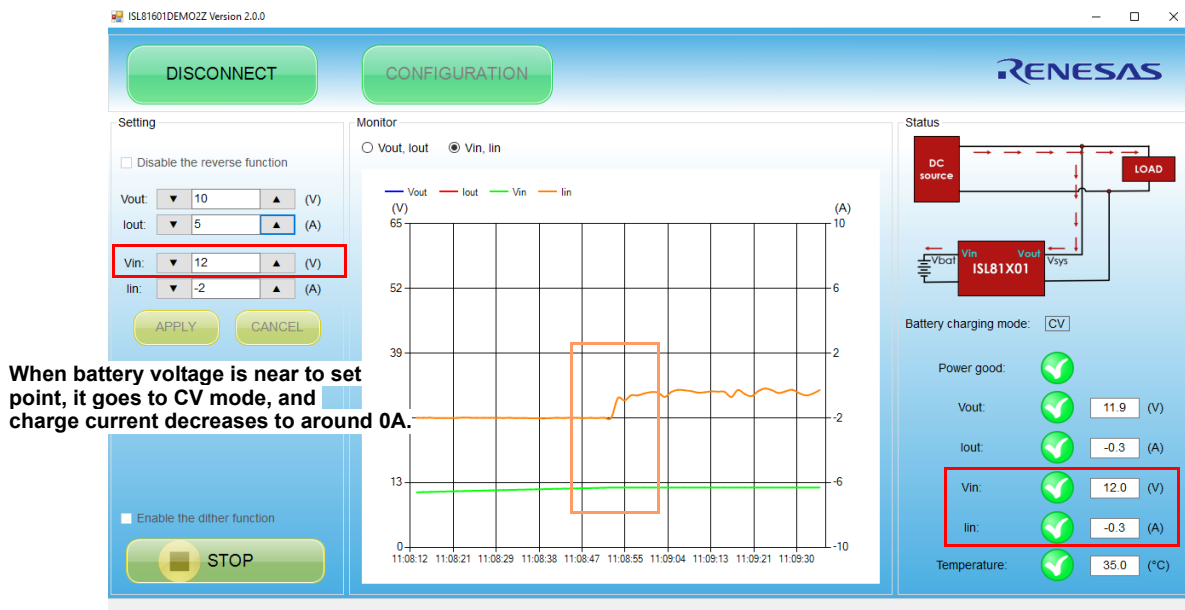 ISL81601DEMO2Z Version 2.0.0
DISCONNECT
CONFIGURATION
RENESAS
Setting
Disable the reverse function
Vout: ▼ 10 ▲ (V)
Iout: ▼ 5 ▲ (A)
Vin: ▼ 12 ▲ (V)
Iin: ▼ -2 ▲ (A)
APPLY CANCEL
When battery voltage is near to set
point, it goes to CV mode, and
charge current decreases to around 0A.
Enable the dither function
STOP
Monitor
Vout, Iout Vin, Iin
Vout Iout Vin Iin
(V) (A)
65 10
52 6
39 2
-2
13 -6
0 -10
11:08:12 11:08:21 11:08:29 11:08:38 11:08:47 11:08:55 11:09:04 11:09:13 11:09:21 11:09:30
Status
DC
source
LOAD
Vbat Vin Vout Vsys
ISL81X01
Battery charging mode: CV
Power good:
Vout: 11.9 (V)
Iout: -0.3 (A)
Vin: 12.0 (V)
Iin: -0.3 (A)
Temperature: 35.0 (°C)